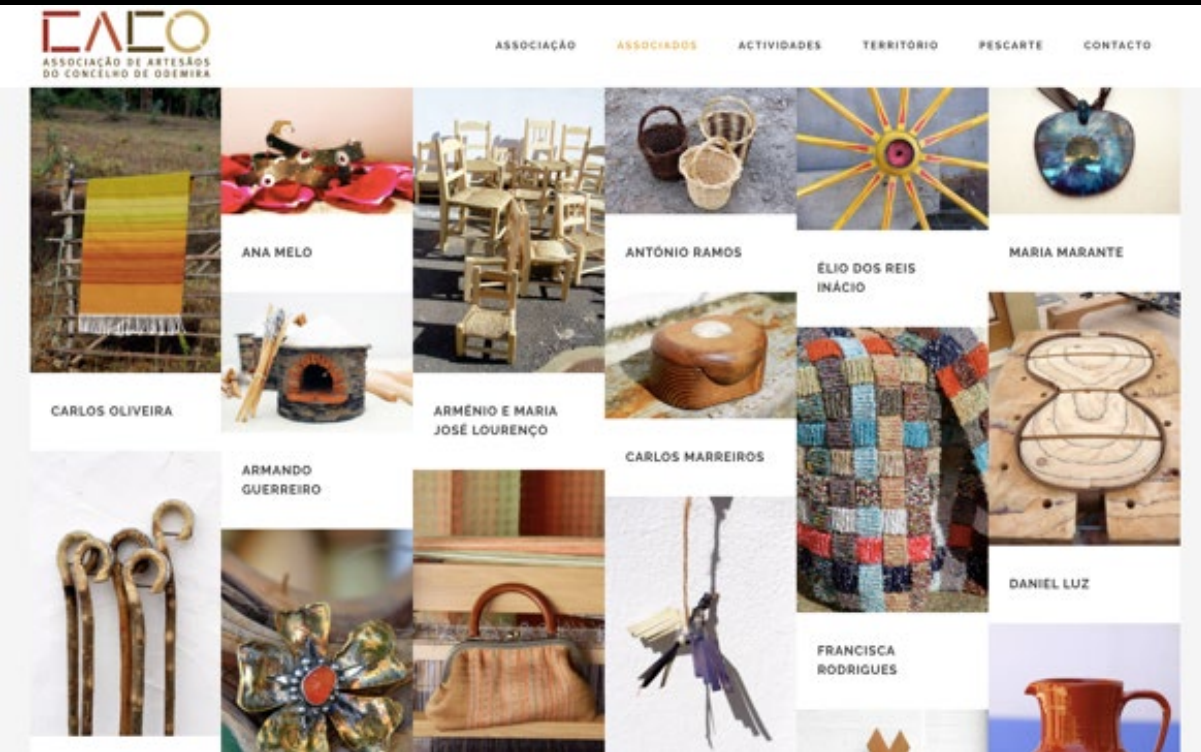 CACO
ASSOCIAÇÃO DE ARTESÃOS
DO CONCELHO DE ODEMIRA
ASSOCIAÇÃO
ASSOCIADOS
ACTIVIDADES
TERRITÓRIO
PESCARTE
CONTACTO
ANA MELO
ANTÓNIO RAMOS
ÉLIO DOS REIS
INÁCIO
MARIA MARANTE
CARLOS OLIVEIRA
ARMANDO
GUERREIRO
ARMÉNIO E MARIA
JOSÉ LOURENÇO
CARLOS MARREIROS
DANIEL LUZ
FRANCISCA
RODRIGUES